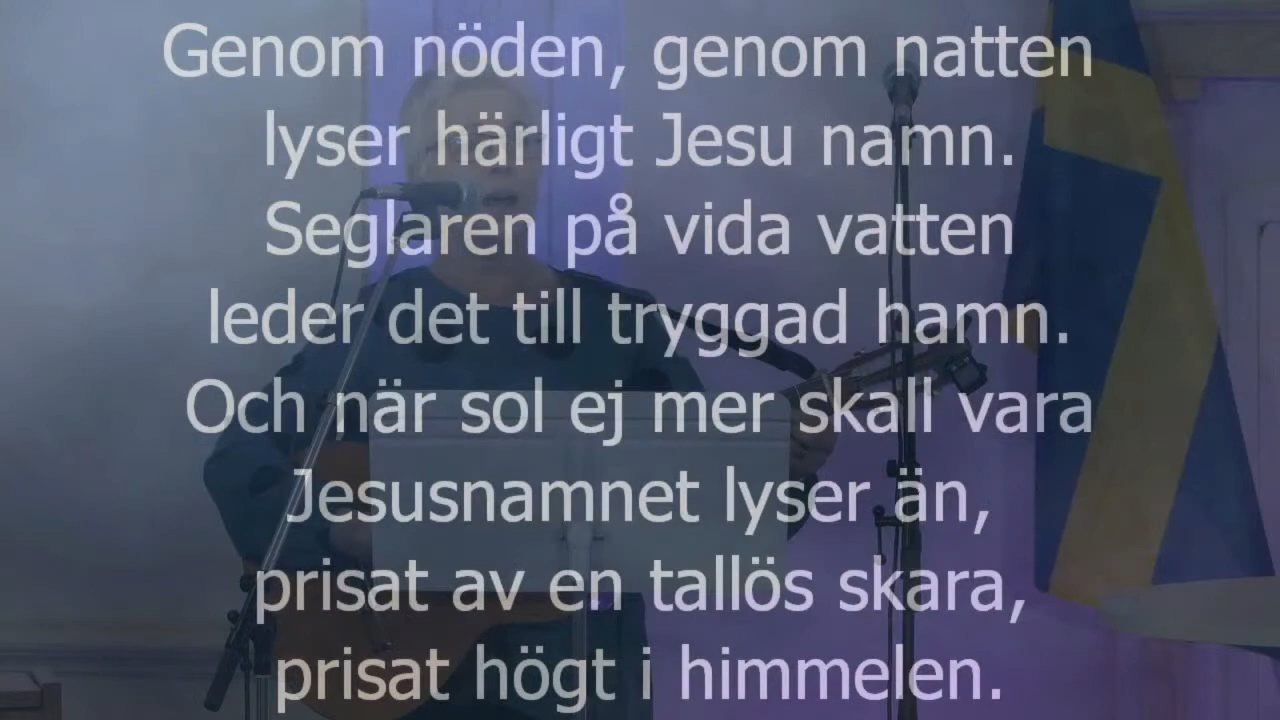 Genom nöden, genom natten
lyser härligt Jesu namn.
Seglaren på vida vatten
leder det till tryggad hamn.
Och när sol ej mer skall vara
Jesusnamnet lyser än,
prisat av en tallös skara,
prisat högt i himmelen.